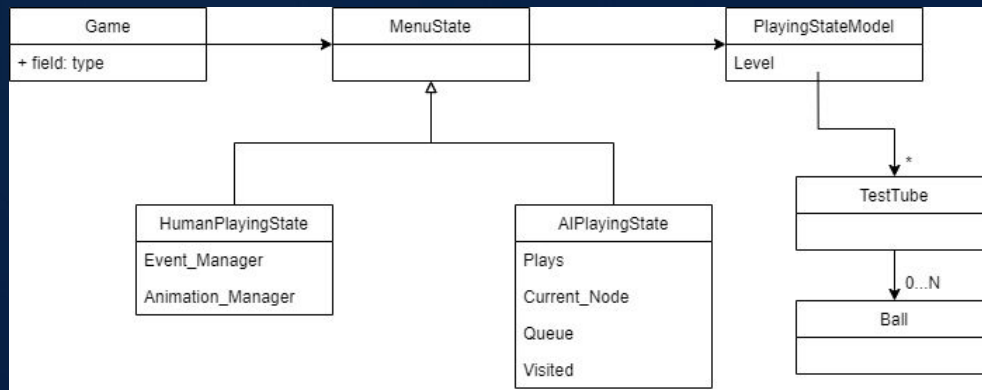 Game
+ field: type
MenuState
PlayingStateModel
Level
*
TestTube
0...N
Ball
HumanPlayingState
Event_Manager
Animation_Manager
AIPlayingState
Plays
Current_Node
Queue
Visited